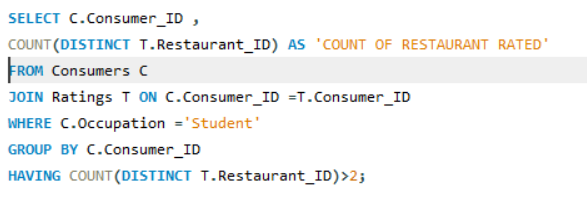 SELECT C.Consumer_ID ,
COUNT(DISTINCT T.Restaurant_ID) AS 'COUNT OF RESTAURANT RATED'
FROM Consumers C
JOIN Ratings T ON C.Consumer_ID =T.Consumer_ID
WHERE C.Occupation ='Student'
GROUP BY C.Consumer_ID
HAVING COUNT(DISTINCT T.Restaurant_ID)>2;